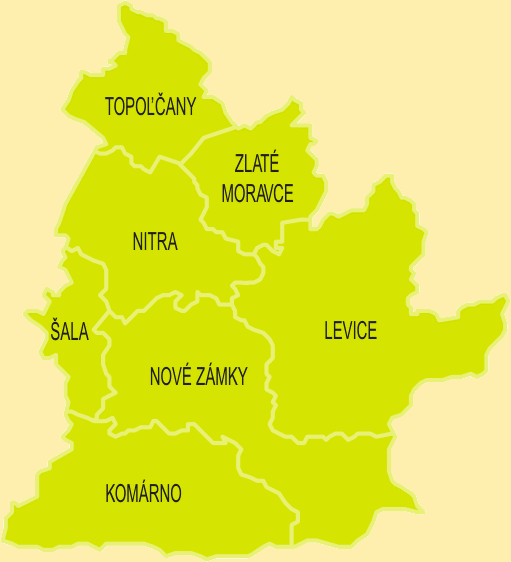 TOPOĽČANY
ZLATÉ
MORAVCE
NITRA
ŠALA
LEVICE
NOVÉ ZÁMKY
KOMÁRNO